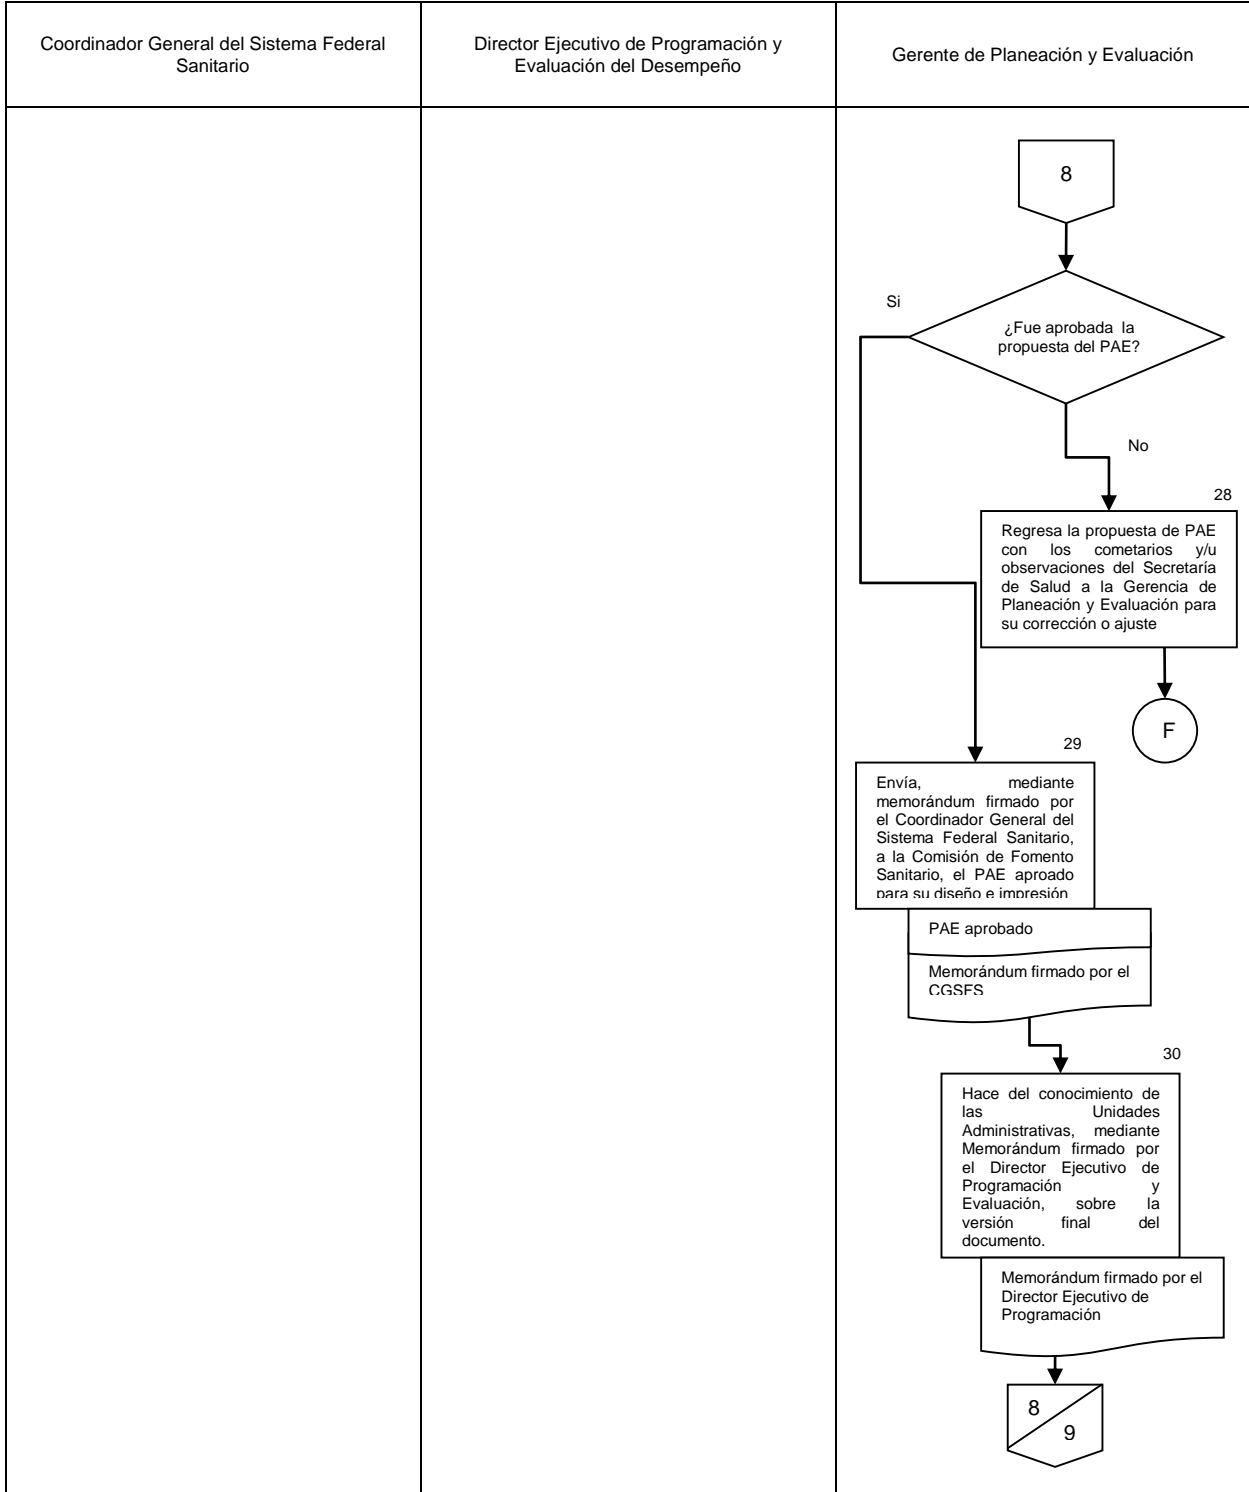 Coordinador General del Sistema Federal
Sanitario
Director Ejecutivo de Programación y
Evaluación del Desempeño
Gerente de Planeación y Evaluación
8
Si
¿Fue aprobada la
propuesta del PAE?
No
28
Regresa la propuesta de PAE
con los cometarios y/u
observaciones del Secretaría
de Salud a la Gerencia de
Planeación y Evaluación para
su corrección o ajuste
F
29
Envía, mediante
memorándum firmado por
el Coordinador General del
Sistema Federal Sanitario,
a la Comisión de Fomento
Sanitario, el PAE aproado
para su diseño e impresión
PAE aprobado
Memorándum firmado por el
CGSFS
30
Hace del conocimiento de
las Unidades
Administrativas, mediante
Memorándum firmado por
el Director Ejecutivo de
Programación y
Evaluación, sobre la
versión final del
documento.
Memorándum firmado por el
Director Ejecutivo de
Programación
8
9